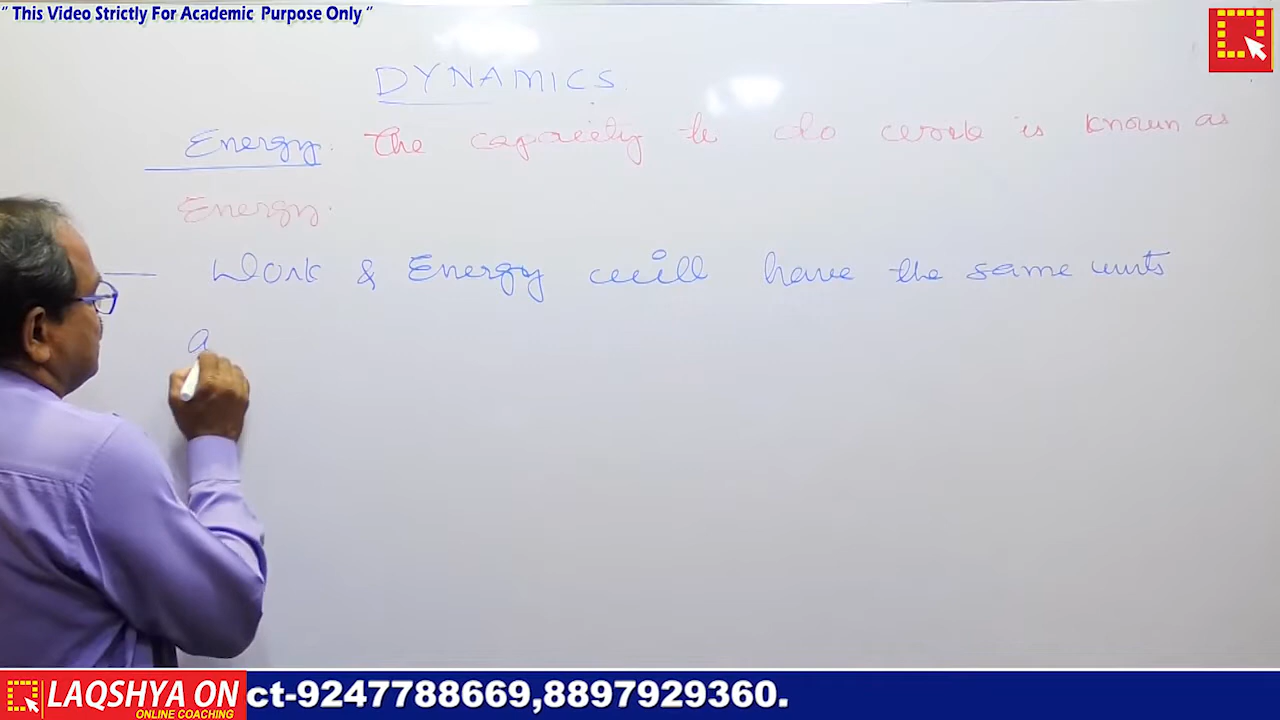 “ This Video Strictly For Academic Purpose Only ”
DYNAMICS
Energy. The capacity to do work is known as
Energy.
— Work & Energy will have the same units
a
LAQSHYA ON
ONLINE COACHING
ct-9247788669,8897929360.